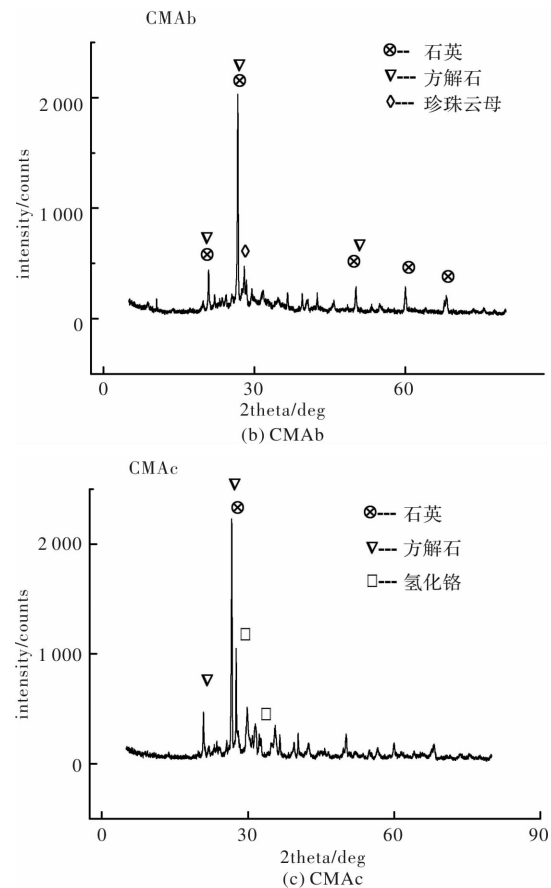 CMAb
⊗--- 石英
▽--- 方解石
◊--- 珍珠云母
2 000
1 000
0
intensity/counts
0 30 60
2theta/deg
(b) CMAb
CMAc
⊗--- 石英
▽--- 方解石
□--- 氢化铬
2 000
1 000
0
intensity/counts
0 30 60 90
2theta/deg
(c) CMAc